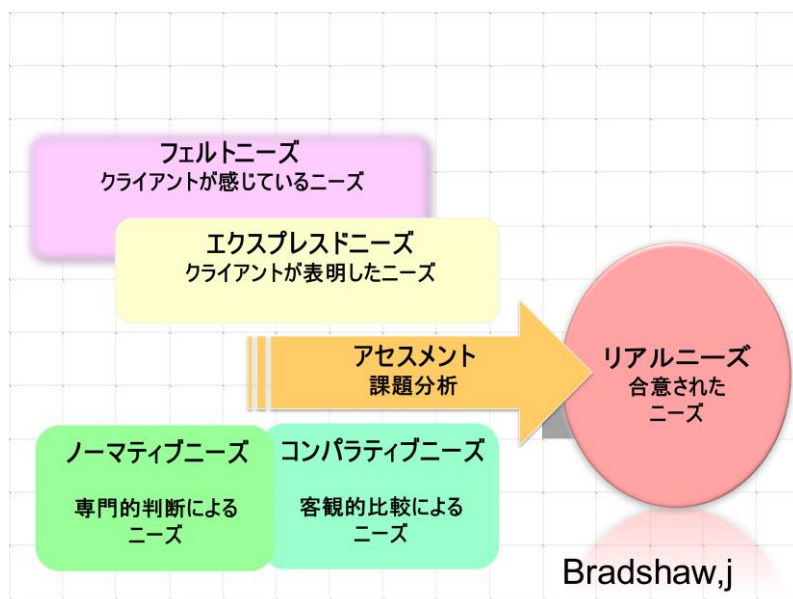 フェルトニーズ
クライアントが感じているニーズ
エクスプレスドニーズ
クライアントが表明したニーズ
アセスメント
課題分析
リアルニーズ
合意された
ニーズ
ノーマティブニーズ
専門的判断による
ニーズ
コンパラティブニーズ
客観的比較による
ニーズ
Bradshaw,j